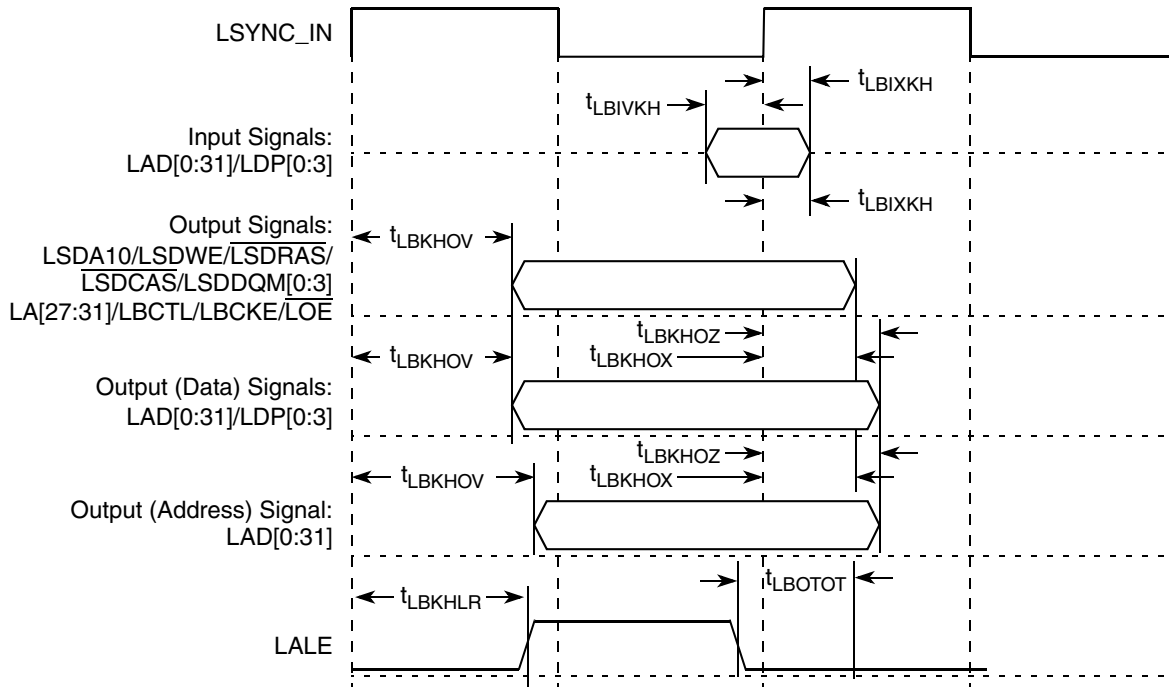 LSYNC_IN
tLBIXKH
tLBIVKH
Input Signals:
LAD[0:31]/LDP[0:3]
tLBIXKH
Output Signals:
LSDA10/LSDWE/LSDRAS/
LSDCAS/LSDDQM[0:3]
LA[27:31]/LBCTL/LBCKE/LOE
tLBKHOV
tLBKHOZ
tLBKHOV
tLBKHOX
Output (Data) Signals:
LAD[0:31]/LDP[0:3]
tLBKHOZ
tLBKHOV
tLBKHOX
Output (Address) Signal:
LAD[0:31]
tLBOTOT
tLBKHLR
LALE